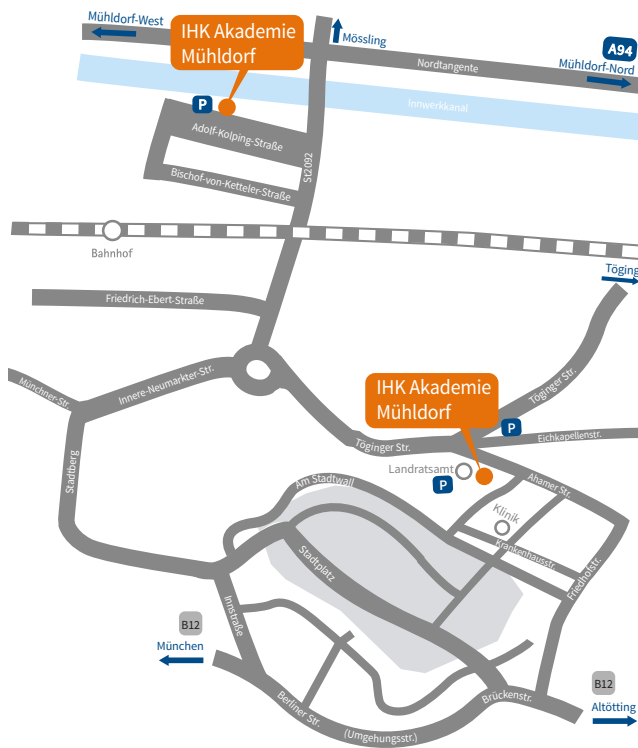 Mühldorf-West
Mössling
IHK Akademie
Mühldorf
A94
Nordtangente
Mühldorf-Nord
P
Innwerkkanal
Adolf-Kolping-Straße
Bischof-von-Ketteler-Straße
St2092
Bahnhof
Töging
Friedrich-Ebert-Straße
Innere-Neumarkter-Str.
Münchner-Str.
IHK Akademie
Mühldorf
Töginger Str.
P
Töginger Str.
Eichkapellenstr.
Stadtberg
Landratsamt
P
Ahamer Str.
Am Stadtwall
Klinik
Krankenhausstr.
Stadtplatz
Friedhofstr.
Innstraße
B12
München
B12
Altötting
Brückenstr.
Berliner Str.
(Umgehungsstr.)